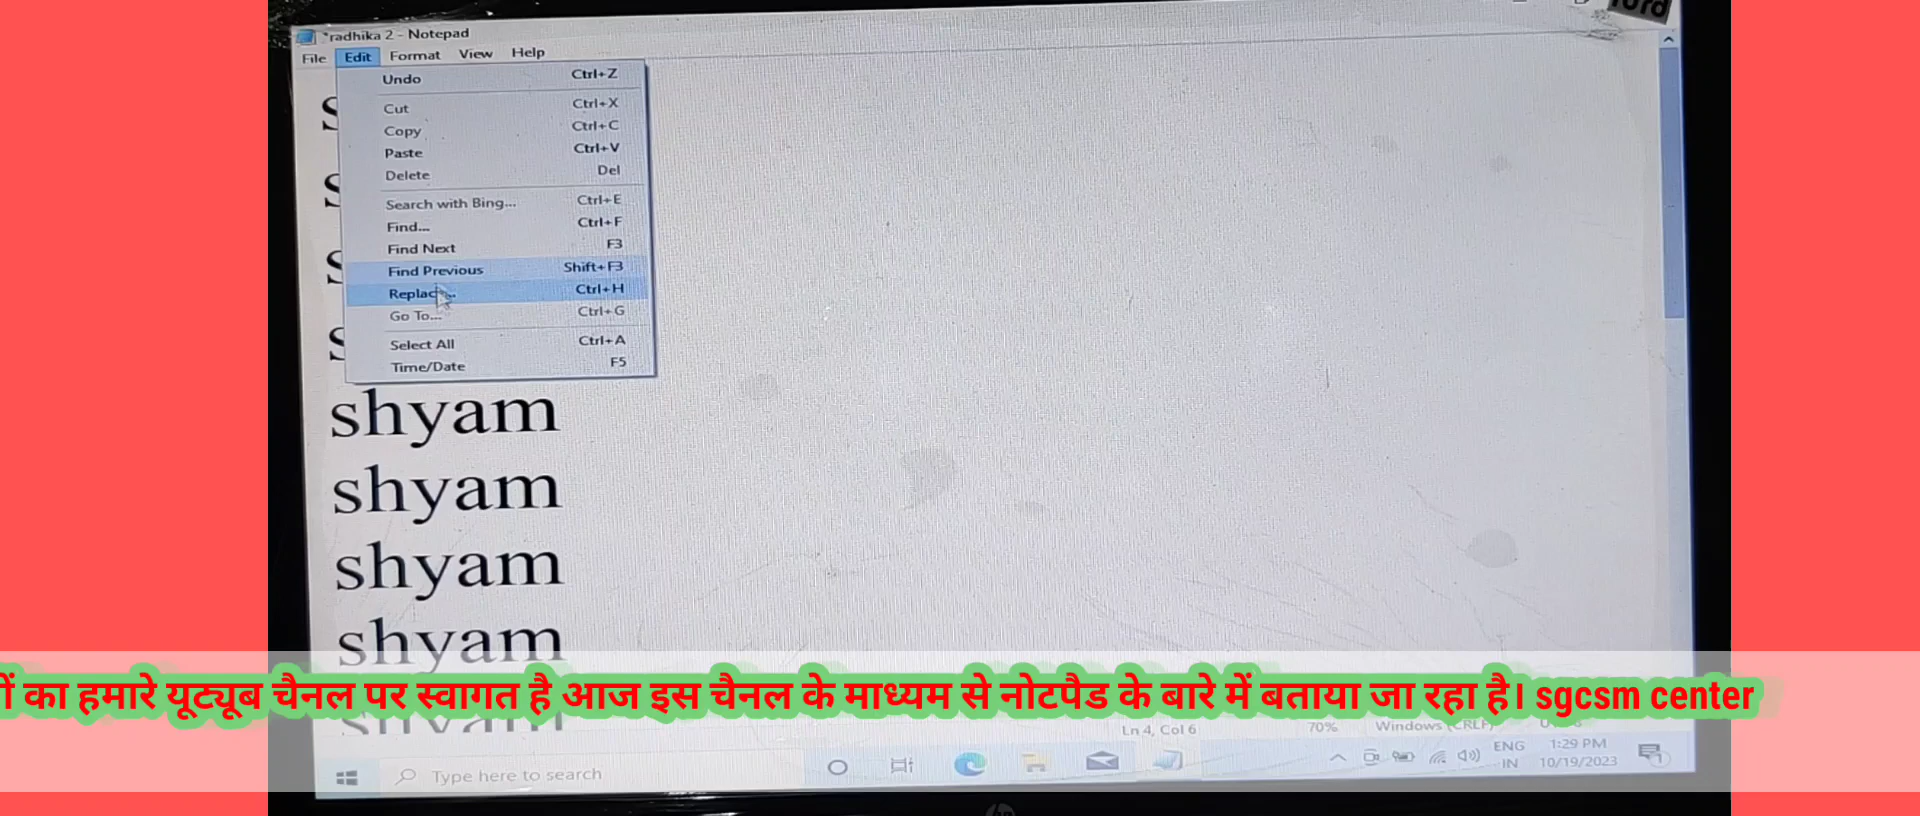 *radhika 2 - Notepad
File Edit Format View Help
Undo Ctrl+Z
Cut Ctrl+X
Copy Ctrl+C
Paste Ctrl+V
Delete Del
Search with Bing... Ctrl+E
Find... Ctrl+F
Find Next F3
Find Previous Shift+F3
Replace... Ctrl+H
Go To... Ctrl+G
Select All Ctrl+A
Time/Date F5
shyam
shyam
shyam
shyam
का हमारे यूट्यूब चैनल पर स्वागत है आज इस चैनल के माध्यम से नोटपैड के बारे में बताया जा रहा है। sgcsm center
shyam
Ln 4, Col 6 70% Windows (CRLF)
Type here to search
ENG 1:29 PM
IN 10/19/2023
hp